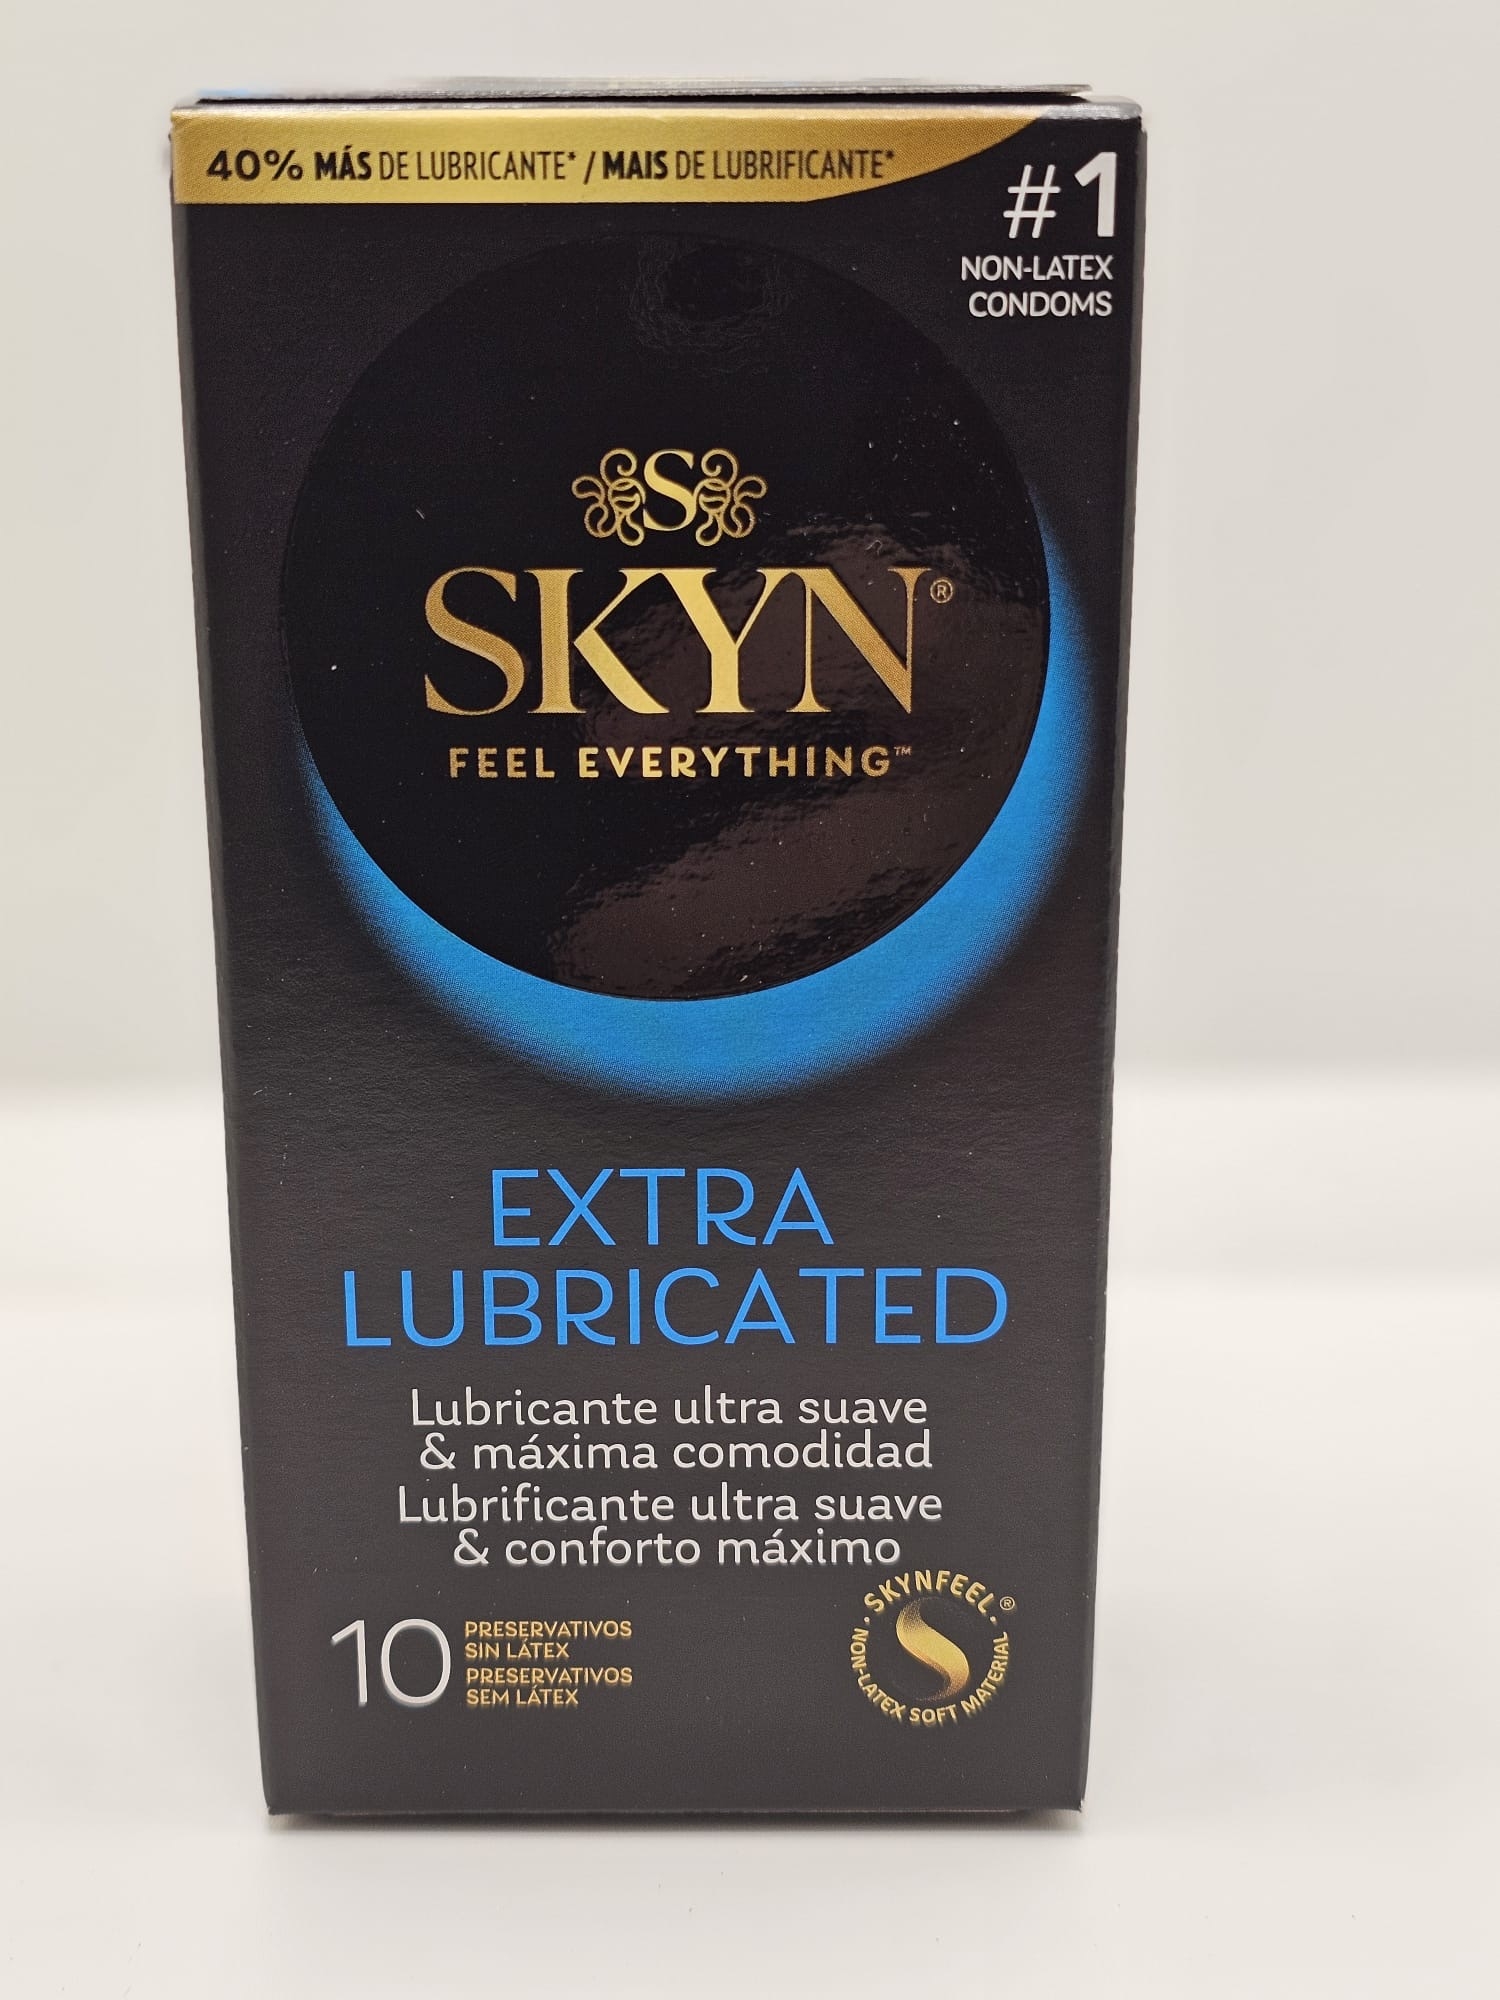 40% MÁS DE LUBRICANTE* / MAIS DE LUBRIFICANTE*
#1
NON-LATEX
CONDOMS
S
SKYN®
FEEL EVERYTHING™
EXTRA
LUBRICATED
Lubricante ultra suave
& máxima comodidad
Lubrificante ultra suave
& conforto máximo
10
PRESERVATIVOS
SIN LÁTEX
PRESERVATIVOS
SEM LÁTEX
SKYNFEEL®
NON-LATEX SOFT MATERIAL